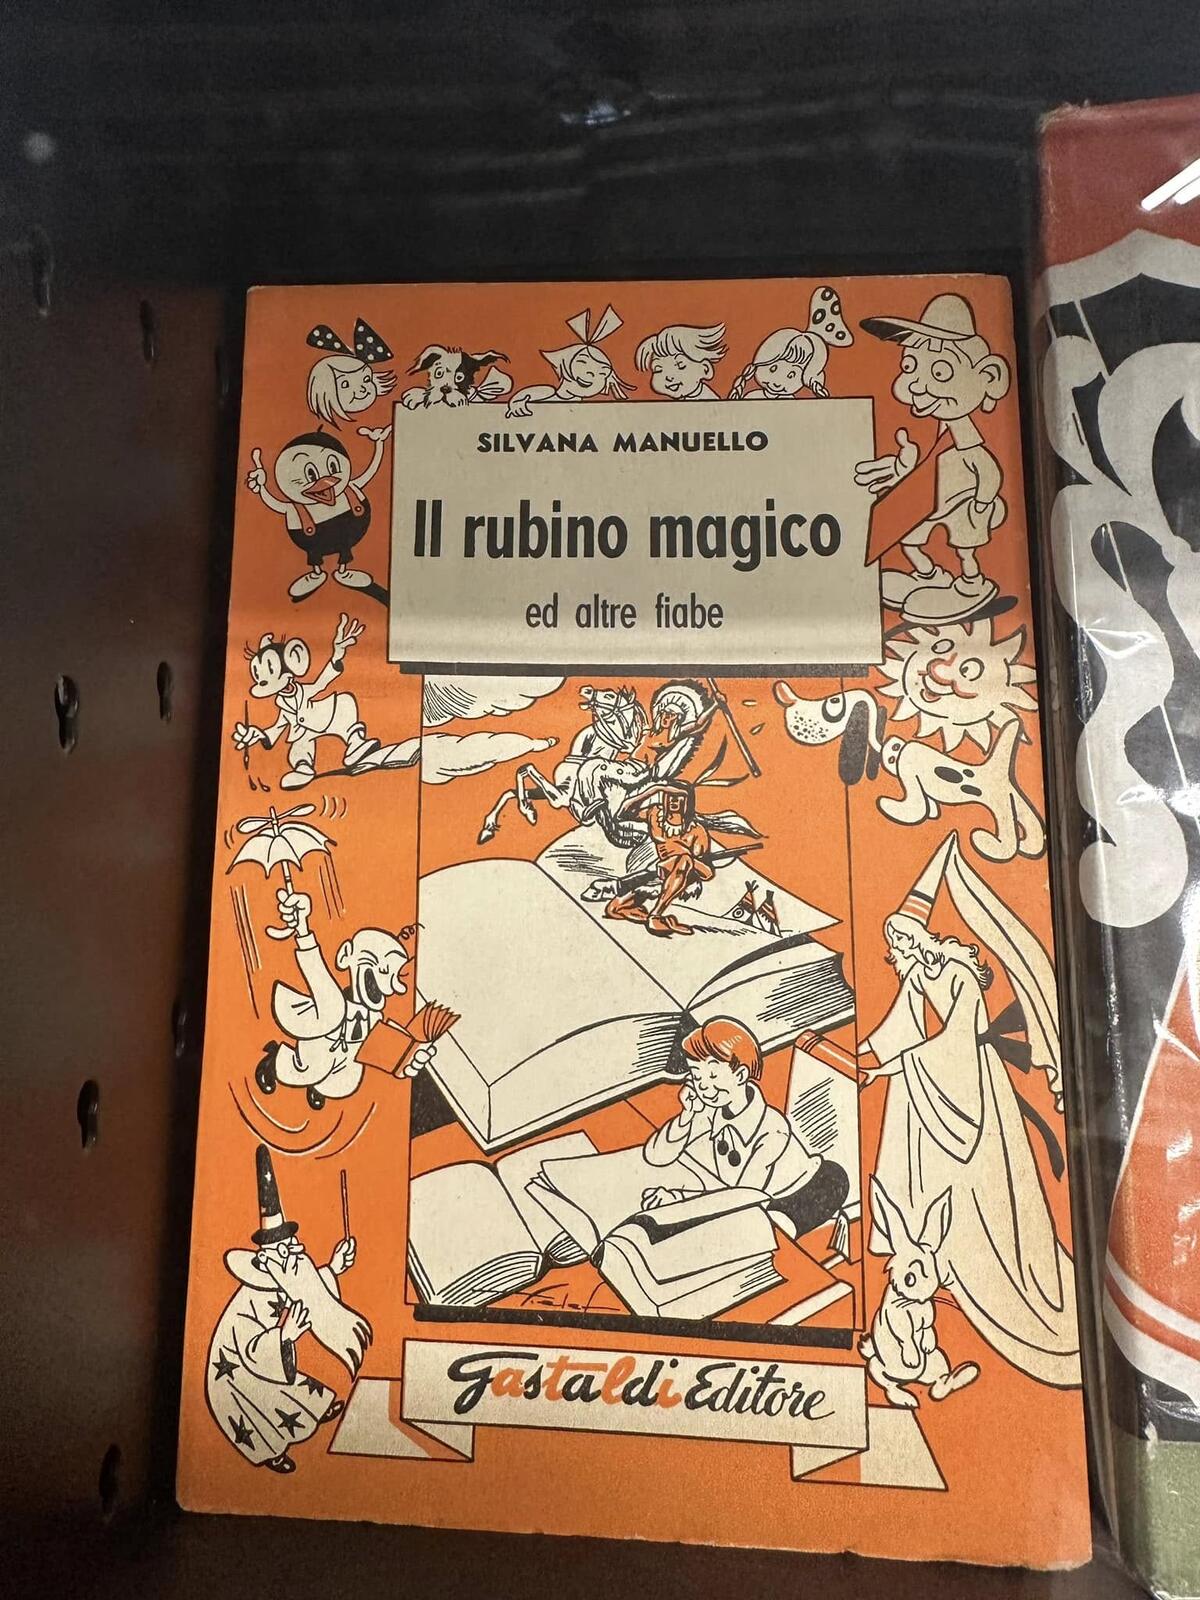 SILVANA MANUELLO
Il rubino magico
ed altre fiabe
Gastaldi Editore